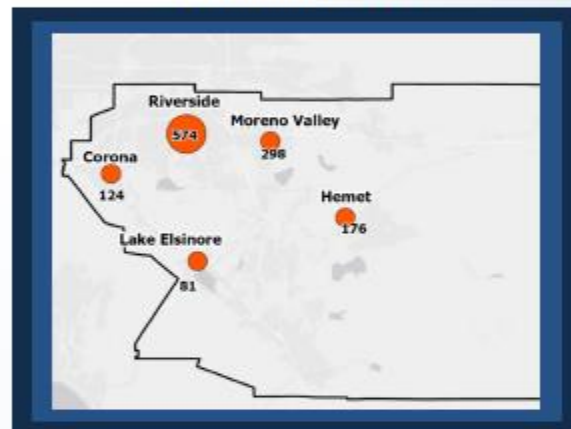 Riverside
574
Moreno Valley
298
Corona
124
Hemet
176
Lake Elsinore
81